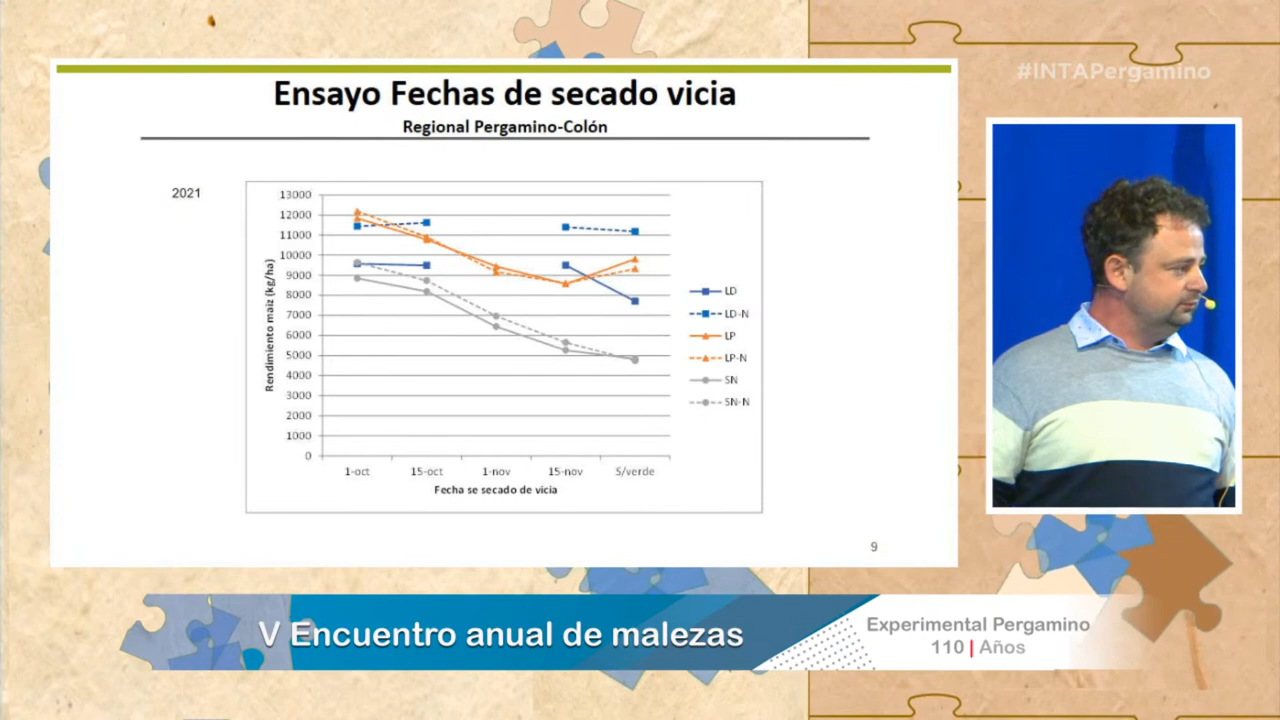 #INTAPergamino
Ensayo Fechas de secado vicia
Regional Pergamino-Colón
2021
13000
12000
11000
10000
9000
8000
7000
6000
5000
4000
3000
2000
1000
0
Rendimiento maiz (kg/ha)
1-oct 15-oct 1-nov 15-nov S/verde
Fecha se secado de vicia
LD
LD-N
LP
LP-N
SN
SN-N
9
V Encuentro anual de malezas
Experimental Pergamino
110 | Años